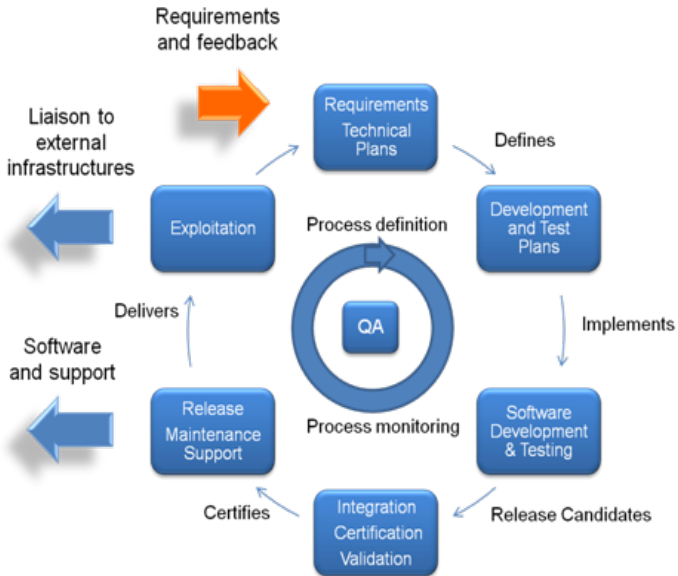 Requirements
and feedback
Liaison to
external
infrastructures
Requirements
Technical
Plans
Defines
Exploitation
Process definition
Development
and Test
Plans
Delivers
QA
Implements
Software
and support
Release
Maintenance
Support
Process monitoring
Software
Development
& Testing
Certifies
Integration
Certification
Validation
Release Candidates